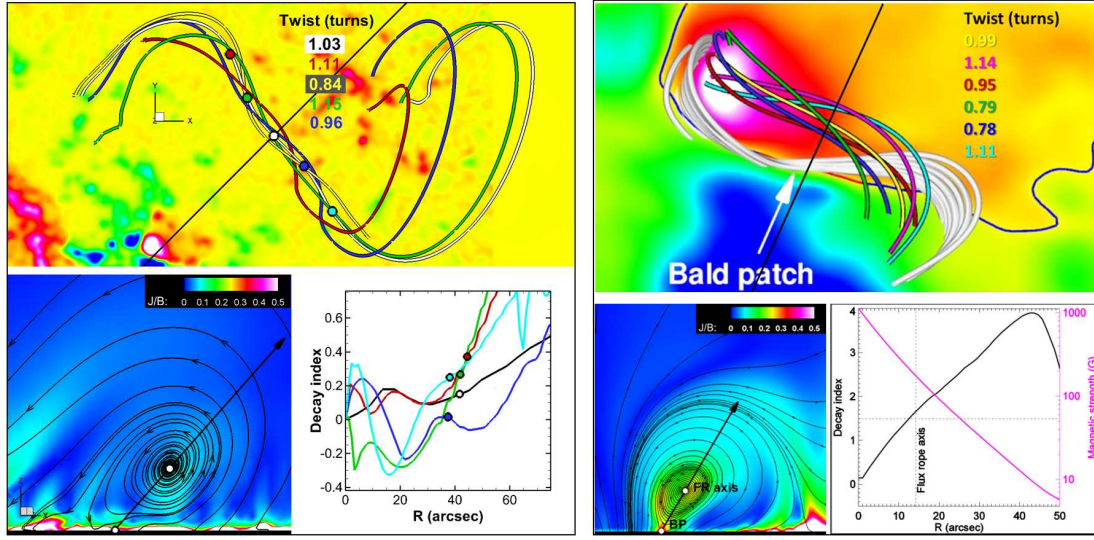 Twist (turns)
1.03
1.11
0.84
1.15
0.96
Y
Z X
J/B: 0 0.1 0.2 0.3 0.4 0.5
Decay index
0.6
0.4
0.2
0
-0.2
-0.4
0 20 40 60
R (arcsec)
Twist (turns)
0.99
1.14
0.95
0.79
0.78
1.11
Bald patch
J/B: 0 0.1 0.2 0.3 0.4 0.5
FR axis
BP
Decay index
4
3
2
1
0
Flux rope axis
0 10 20 30 40 50
R (arcsec)
1000
100
10
Magnetic strength (G)